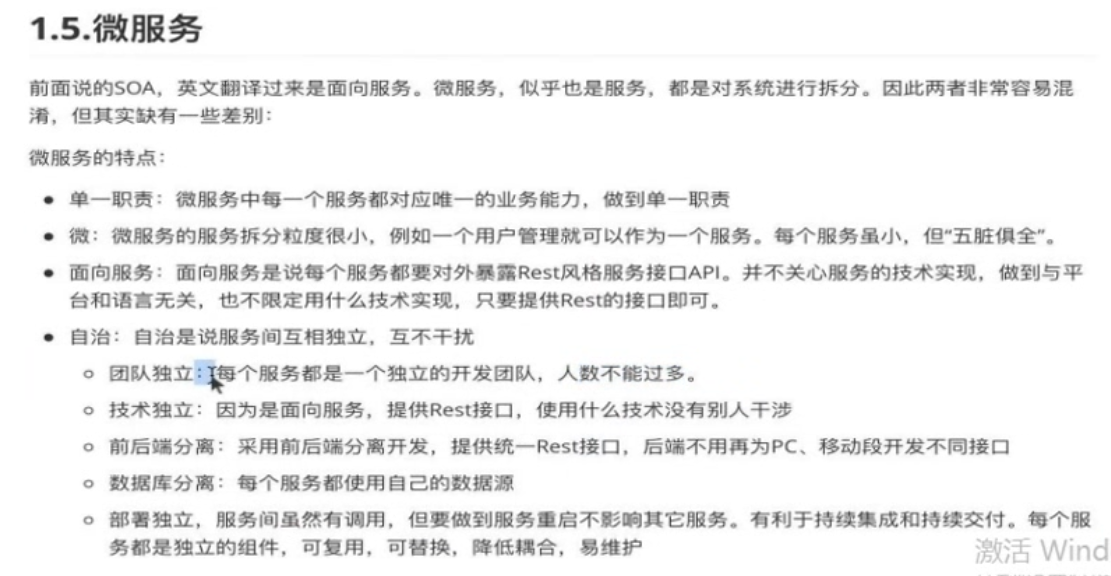 1.5.微服务
前面说的SOA，英文翻译过来是面向服务。微服务，似乎也是服务，都是对系统进行拆分。因此两者非常容易混
淆，但其实缺有一些差别：
微服务的特点：
● 单一职责：微服务中每一个服务都对应唯一的业务能力，做到单一职责
● 微：微服务的服务拆分粒度很小，例如一个用户管理就可以作为一个服务。每个服务虽小，但“五脏俱全”。
● 面向服务：面向服务是说每个服务都要对外暴露Rest风格服务接口API。并不关心服务的技术实现，做到与平
台和语言无关，也不限定用什么技术实现，只要提供Rest的接口即可。
● 自治：自治是说服务间互相独立，互不干扰
○ 团队独立：每个服务都是一个独立的开发团队，人数不能过多。
○ 技术独立：因为是面向服务，提供Rest接口，使用什么技术没有别人干涉
○ 前后端分离：采用前后端分离开发，提供统一Rest接口，后端不用再为PC、移动段开发不同接口
○ 数据库分离：每个服务都使用自己的数据源
○ 部署独立，服务间虽然有调用，但要做到服务重启不影响其它服务。有利于持续集成和持续交付。每个服
务都是独立的组件，可复用，可替换，降低耦合，易维护
激活 Wind